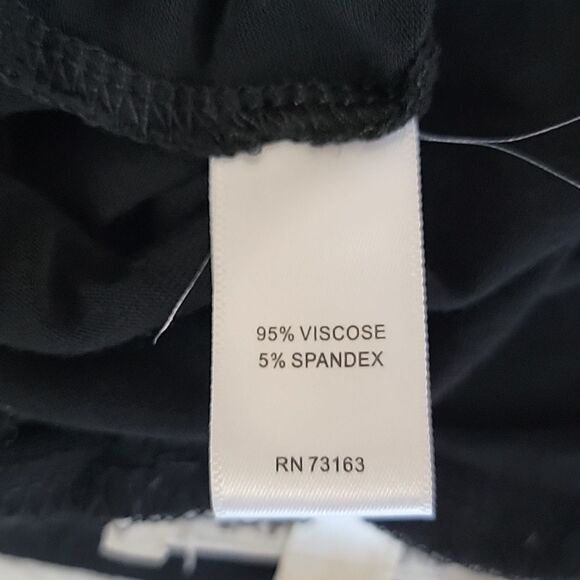 95% VISCOSE
5% SPANDEX
RN 73163